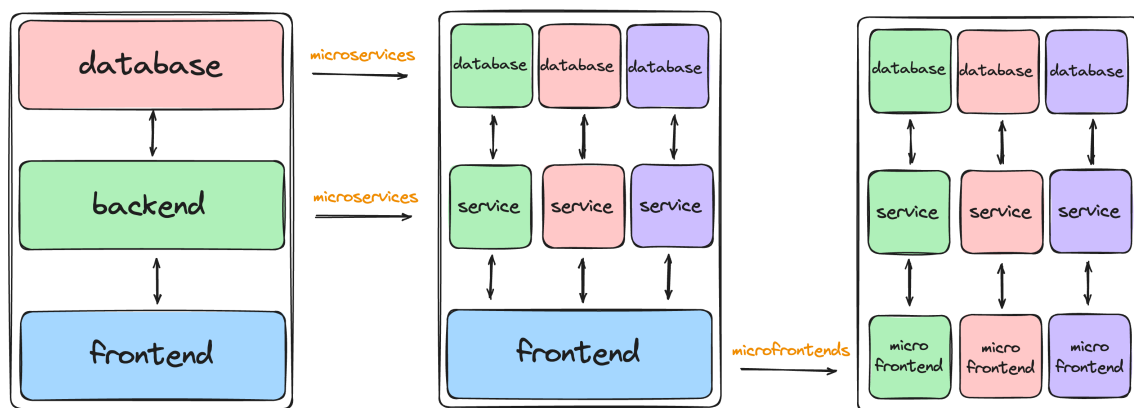 database
backend
frontend
microservices
microservices
database
database
database
service
service
service
frontend
microfrontends
database
database
database
service
service
service
micro
frontend
micro
frontend
micro
frontend